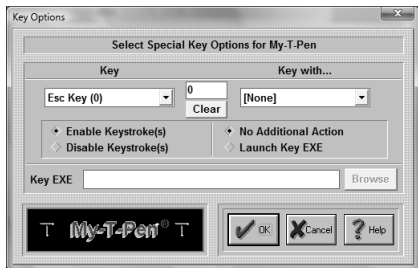 Key Options
Select Special Key Options for My-T-Pen
Key
Key with...
Esc Key (0)
0
[None]
Clear
Enable Keystroke(s)
No Additional Action
Disable Keystroke(s)
Launch Key EXE
Key EXE
Browse
T My-T-Pen® T
OK
Cancel
Help